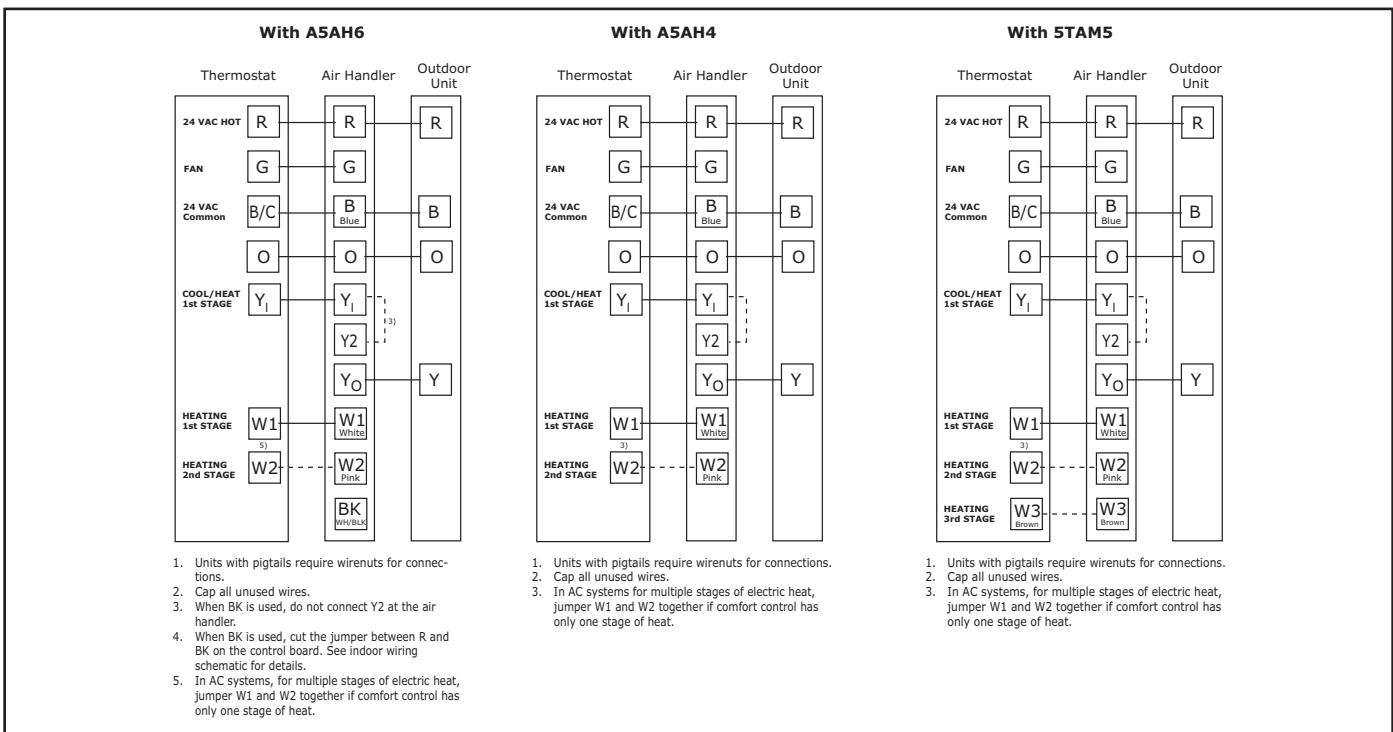 With A5AH6
Thermostat
Air Handler
Outdoor
Unit
24 VAC HOT
R
R
R
FAN
G
G
24 VAC
Common
B/C
B
Blue
B
O
O
O
COOL/HEAT
1st STAGE
YI
YI
3)
Y2
YO
Y
HEATING
1st STAGE
W1
W1
White
5)
HEATING
2nd STAGE
W2
W2
Pink
BK
WH/BLK
1. Units with pigtails require wirenuts for connec-
tions.
2. Cap all unused wires.
3. When BK is used, do not connect Y2 at the air
handler.
4. When BK is used, cut the jumper between R and
BK on the control board. See indoor wiring
schematic for details.
5. In AC systems, for multiple stages of electric heat,
jumper W1 and W2 together if comfort control has
only one stage of heat.
With A5AH4
Thermostat
Air Handler
Outdoor
Unit
24 VAC HOT
R
R
R
FAN
G
G
24 VAC
Common
B/C
B
Blue
B
O
O
O
COOL/HEAT
1st STAGE
YI
YI
Y2
YO
Y
HEATING
1st STAGE
W1
W1
White
3)
HEATING
2nd STAGE
W2
W2
Pink
1. Units with pigtails require wirenuts for connections.
2. Cap all unused wires.
3. In AC systems for multiple stages of electric heat,
jumper W1 and W2 together if comfort control has
only one stage of heat.
With 5TAM5
Thermostat
Air Handler
Outdoor
Unit
24 VAC HOT
R
R
R
FAN
G
G
24 VAC
Common
B/C
B
Blue
B
O
O
O
COOL/HEAT
1st STAGE
YI
YI
Y2
YO
Y
HEATING
1st STAGE
W1
W1
White
3)
HEATING
2nd STAGE
W2
W2
Pink
HEATING
3rd STAGE
W3
Brown
W3
Brown
1. Units with pigtails require wirenuts for connections.
2. Cap all unused wires.
3. In AC systems, for multiple stages of electric heat,
jumper W1 and W2 together if comfort control has
only one stage of heat.